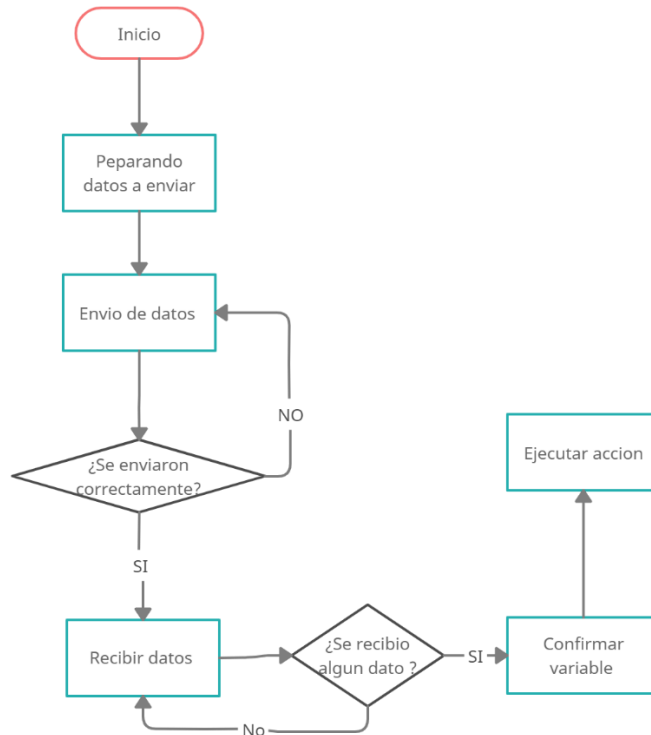 Inicio
Peparando
datos a enviar
Envio de datos
NO
¿Se enviaron
correctamente?
SI
Recibir datos
¿Se recibio
algun dato ?
No
SI
Confirmar
variable
Ejecutar accion